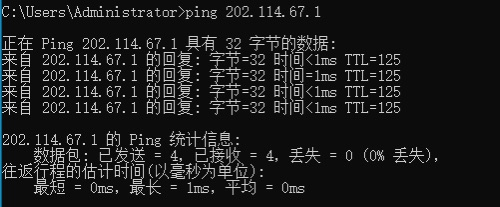 C:\Users\Administrator>ping 202.114.67.1
正在 Ping 202.114.67.1 具有 32 字节的数据:
来自 202.114.67.1 的回复: 字节=32 时间<1ms TTL=125
来自 202.114.67.1 的回复: 字节=32 时间=1ms TTL=125
来自 202.114.67.1 的回复: 字节=32 时间<1ms TTL=125
来自 202.114.67.1 的回复: 字节=32 时间<1ms TTL=125
202.114.67.1 的 Ping 统计信息:
数据包: 已发送 = 4, 已接收 = 4, 丢失 = 0 (0% 丢失),
往返行程的估计时间(以毫秒为单位):
最短 = 0ms, 最长 = 1ms, 平均 = 0ms